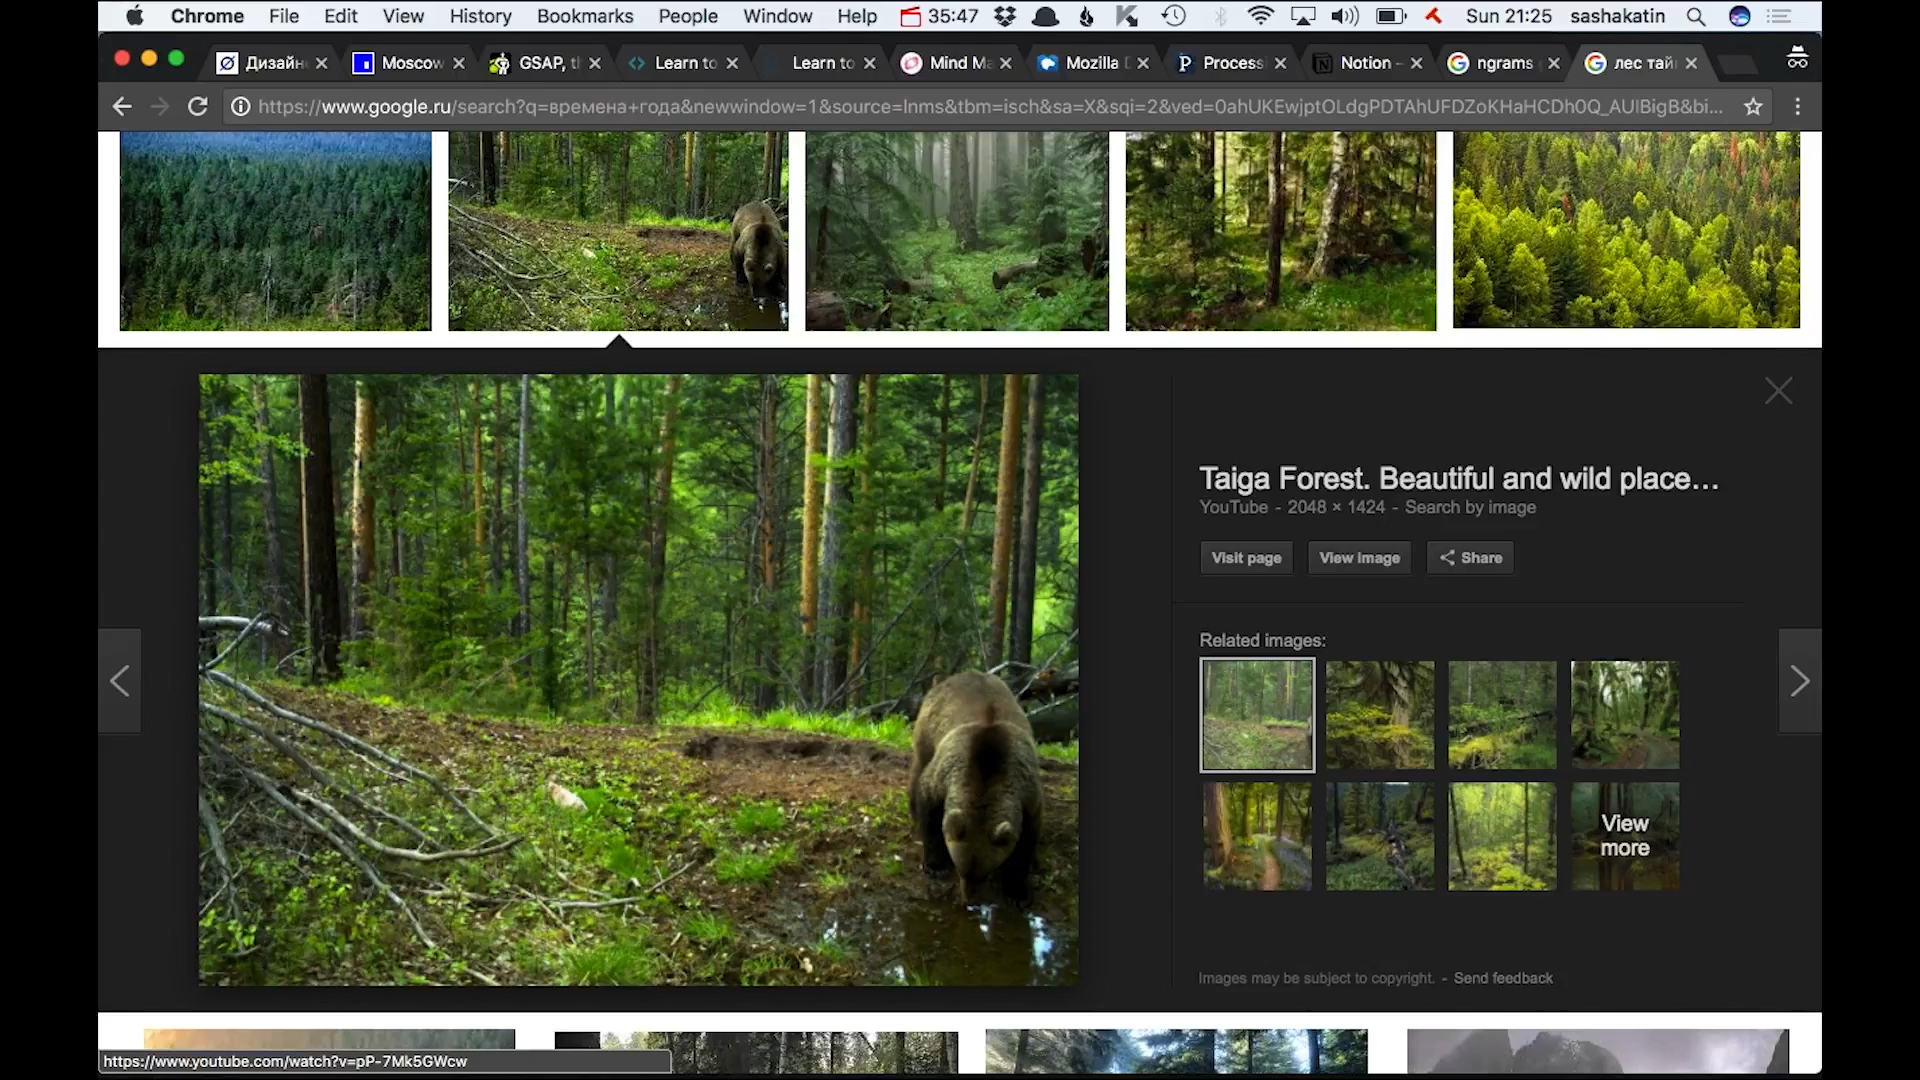 Chrome File Edit View History Bookmarks People Window Help 35:47 Sun 21:25 sashakatin
Дизайн Moscow GSAP, tl Learn to Learn to Mind Ma Mozilla D Process Notion – ngrams лес тай
https://www.google.ru/search?q=времена+года&newwindow=1&source=lnms&tbm=isch&sa=X&sqi=2&ved=0ahUKEwjptOLdgPDTAhUFDZoKHaHCDh0Q_AUIBigB&bi...
Taiga Forest. Beautiful and wild place...
YouTube - 2048 × 1424 - Search by image
Visit page View image Share
Related images:
View
more
Images may be subject to copyright. - Send feedback
https://www.youtube.com/watch?v=pP-7Mk5GWcw